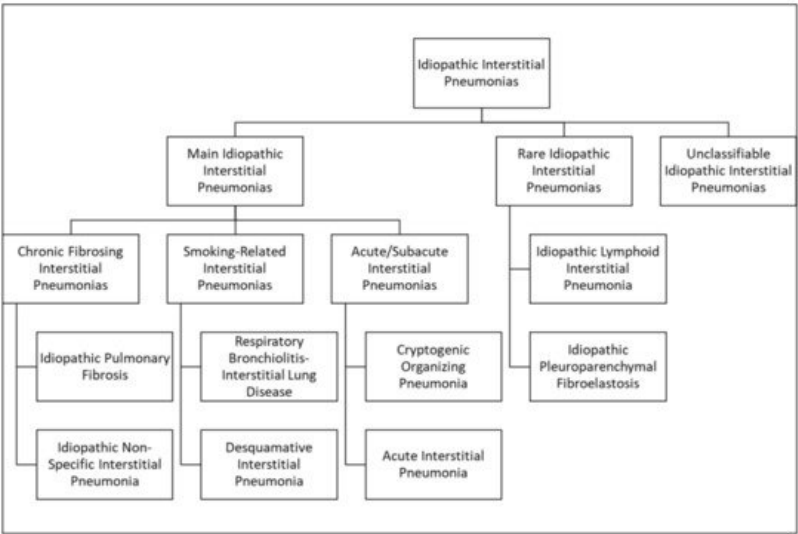 Idiopathic Interstitial
Pneumonias
Main Idiopathic
Interstitial
Pneumonias
Rare Idiopathic
Interstitial
Pneumonias
Unclassifiable
Idiopathic Interstitial
Pneumonias
Chronic Fibrosing
Interstitial
Pneumonias
Smoking-Related
Interstitial
Pneumonias
Acute/Subacute
Interstitial
Pneumonias
Idiopathic Lymphoid
Interstitial
Pneumonia
Idiopathic Pulmonary
Fibrosis
Respiratory
Bronchiolitis-
Interstitial Lung
Disease
Cryptogenic
Organizing
Pneumonia
Idiopathic
Pleuroparenchymal
Fibroelastosis
Idiopathic Non-
Specific Interstitial
Pneumonia
Desquamative
Interstitial
Pneumonia
Acute Interstitial
Pneumonia